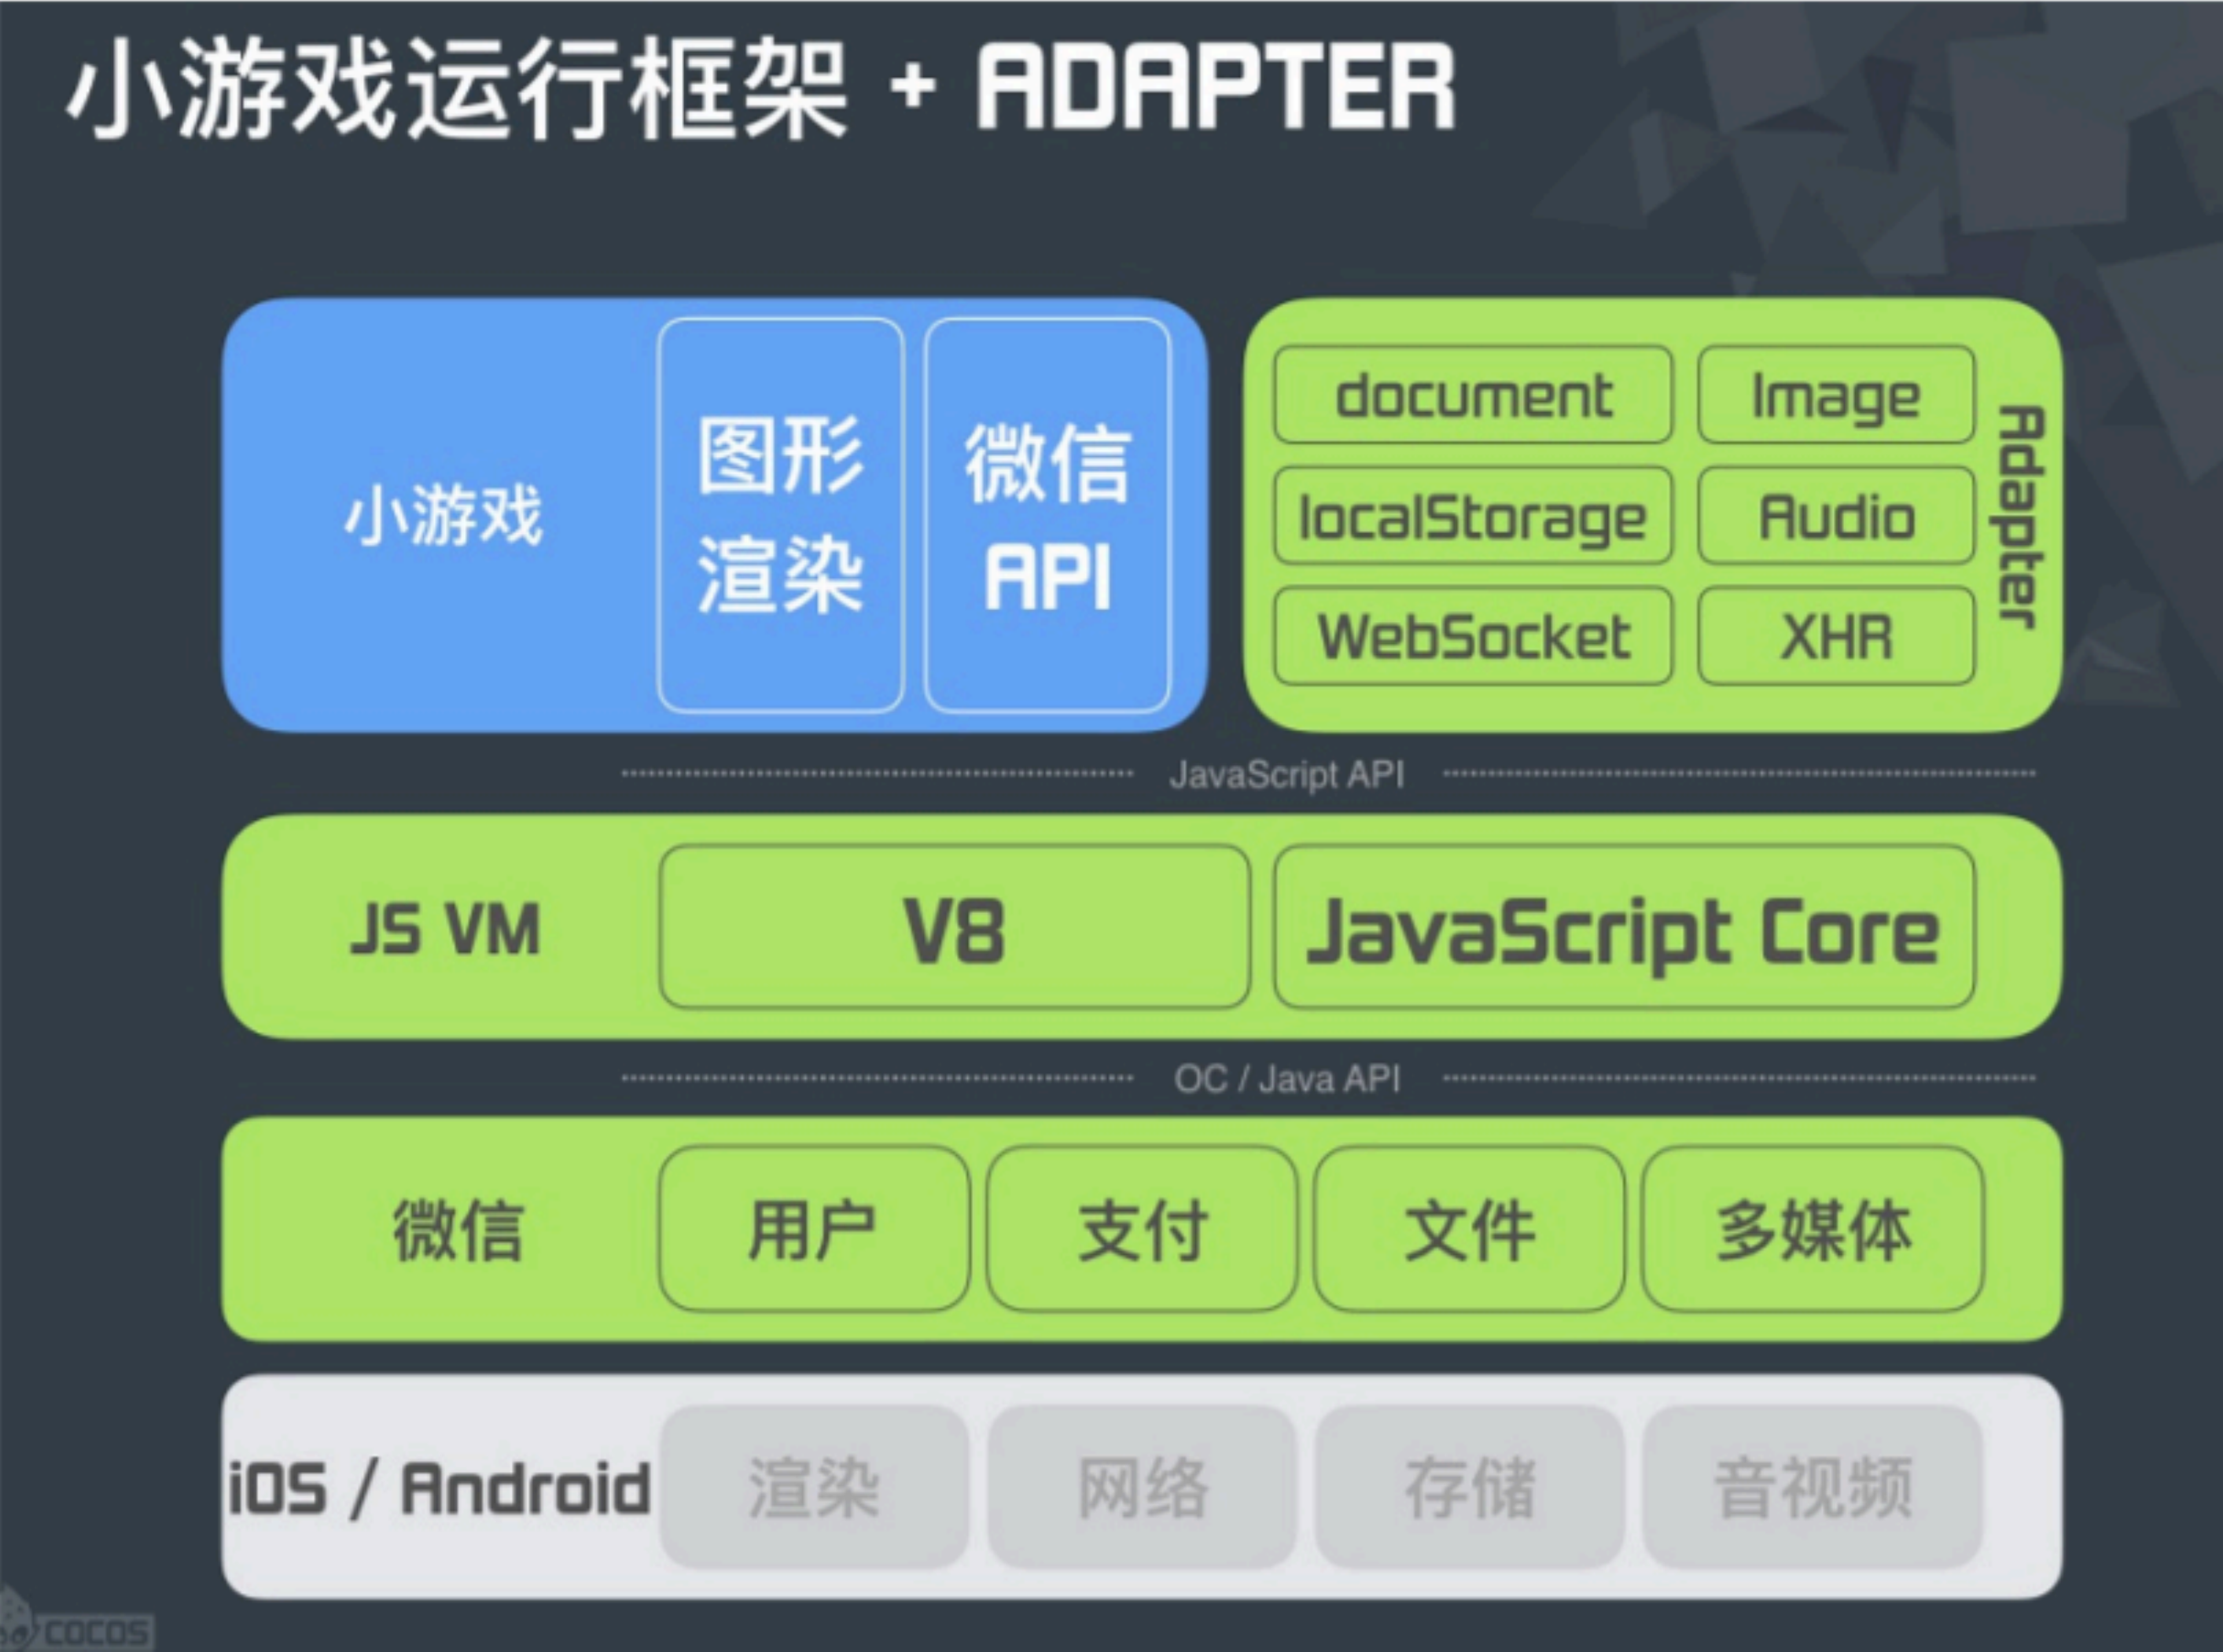 小游戏运行框架 + ADAPTER
小游戏
图形
渲染
微信
API
document
Image
localStorage
Audio
WebSocket
XHR
Adapter
JavaScript API
JS VM
V8
JavaScript Core
OC / Java API
微信
用户
支付
文件
多媒体
iOS / Android
渲染
网络
存储
音视频
COCOS